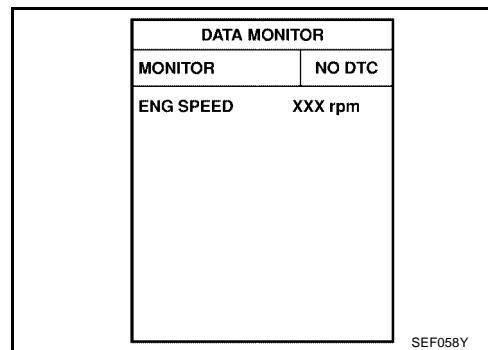 DATA MONITOR
MONITOR NO DTC
ENG SPEED XXX rpm
SEF058Y